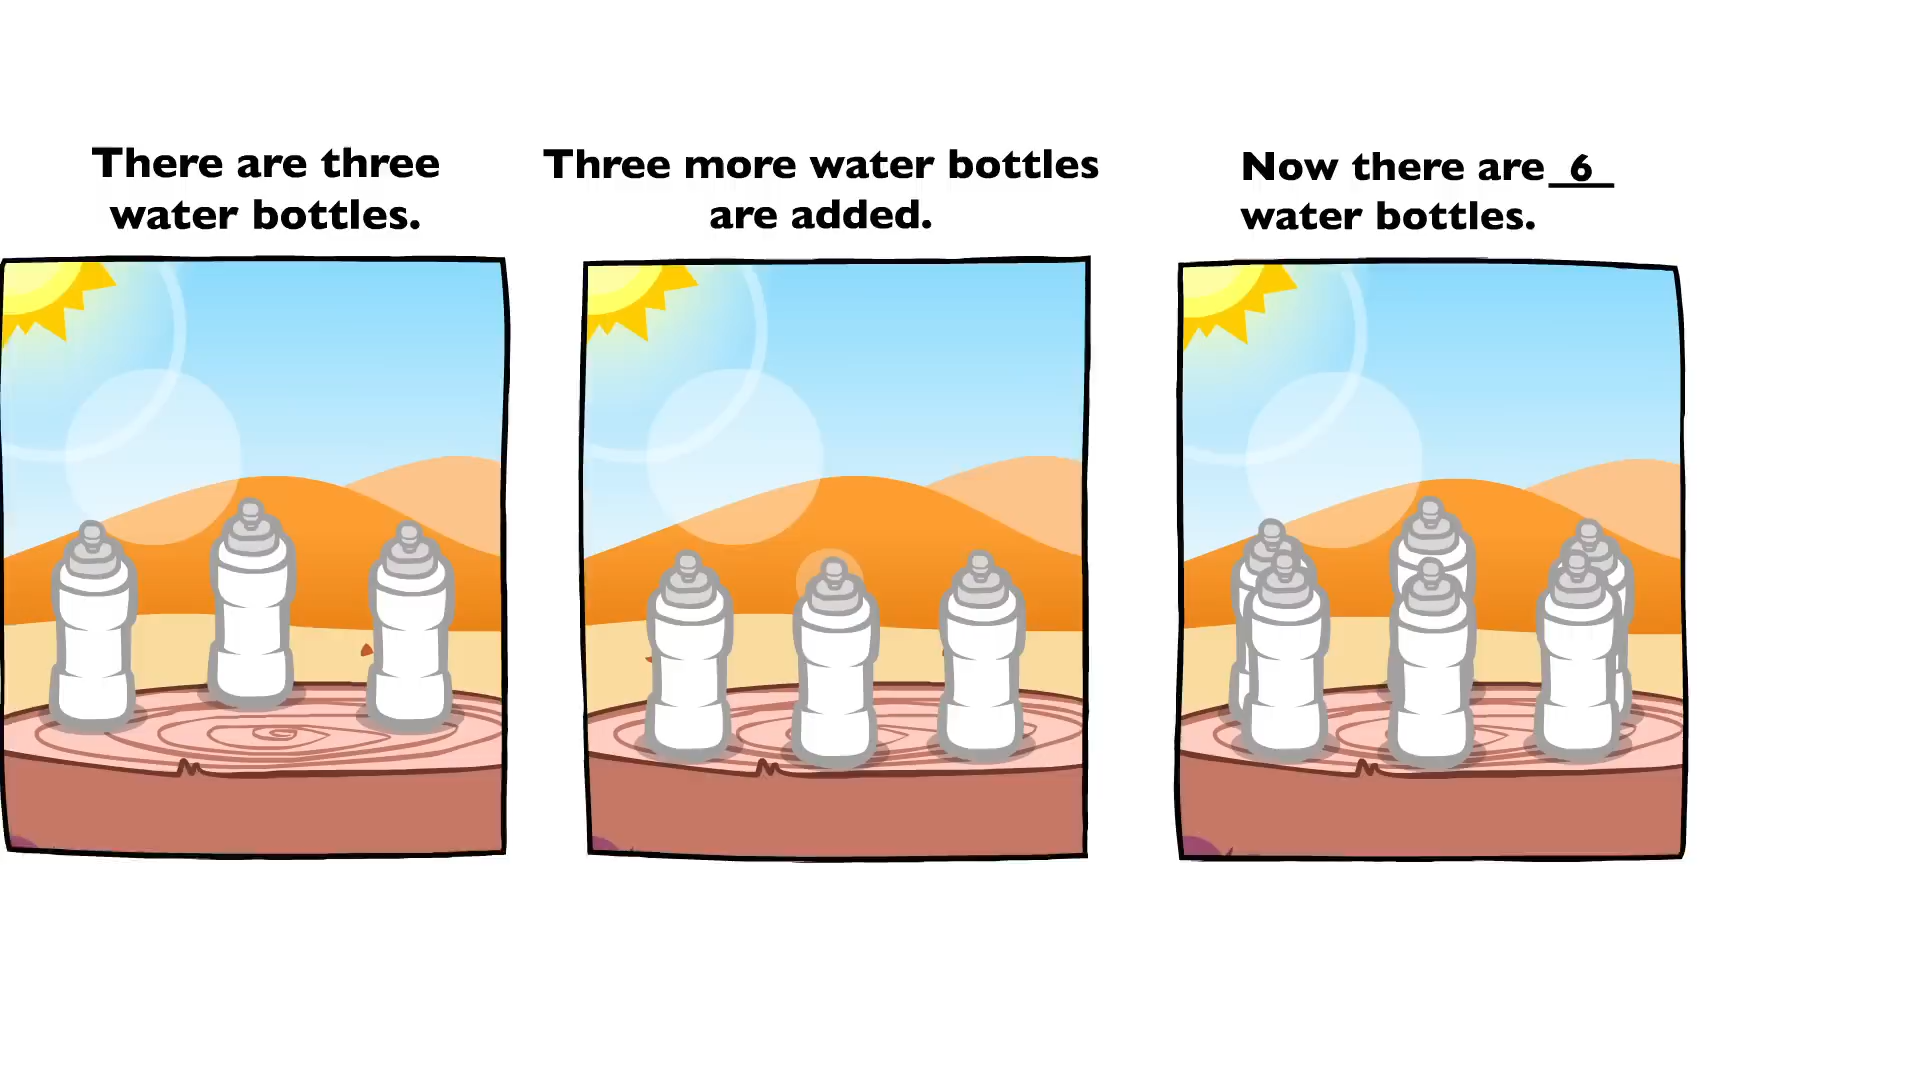 There are three
water bottles.
Three more water bottles
are added.
Now there are 6
water bottles.